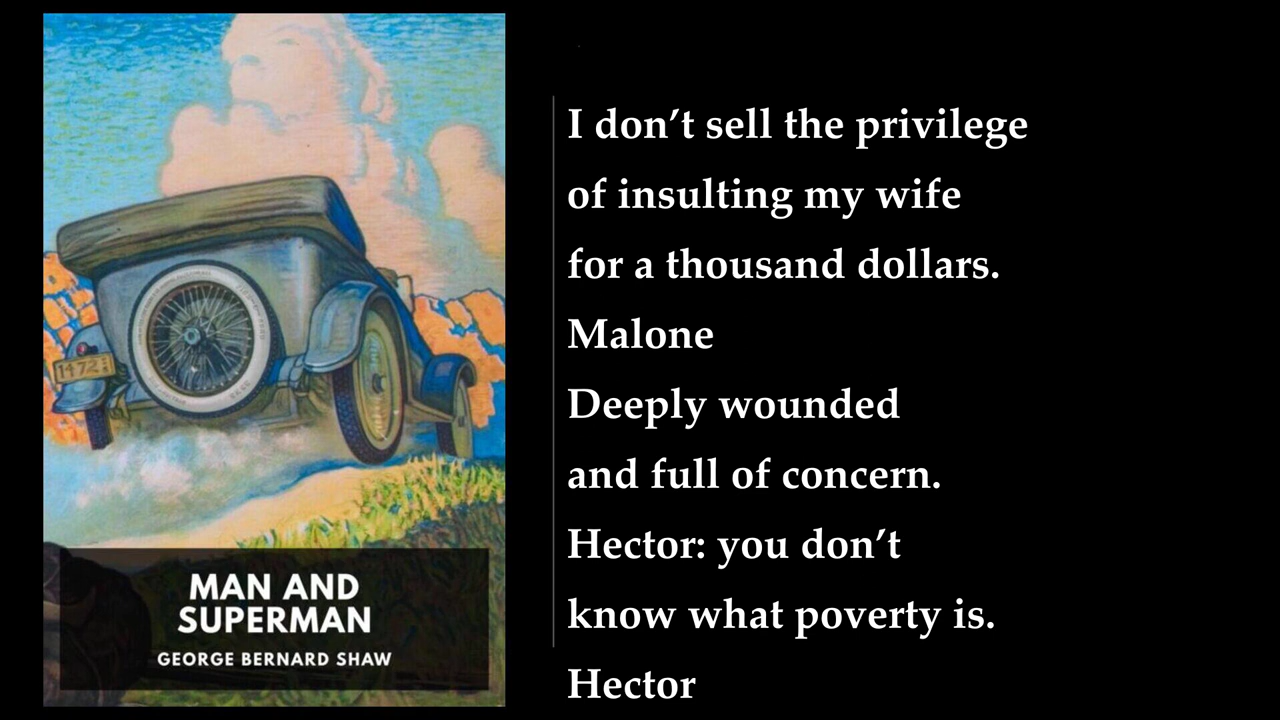 I don’t sell the privilege
of insulting my wife
for a thousand dollars.
Malone
Deeply wounded
and full of concern.
Hector: you don’t
know what poverty is.
Hector
1472
MAN AND
SUPERMAN
GEORGE BERNARD SHAW